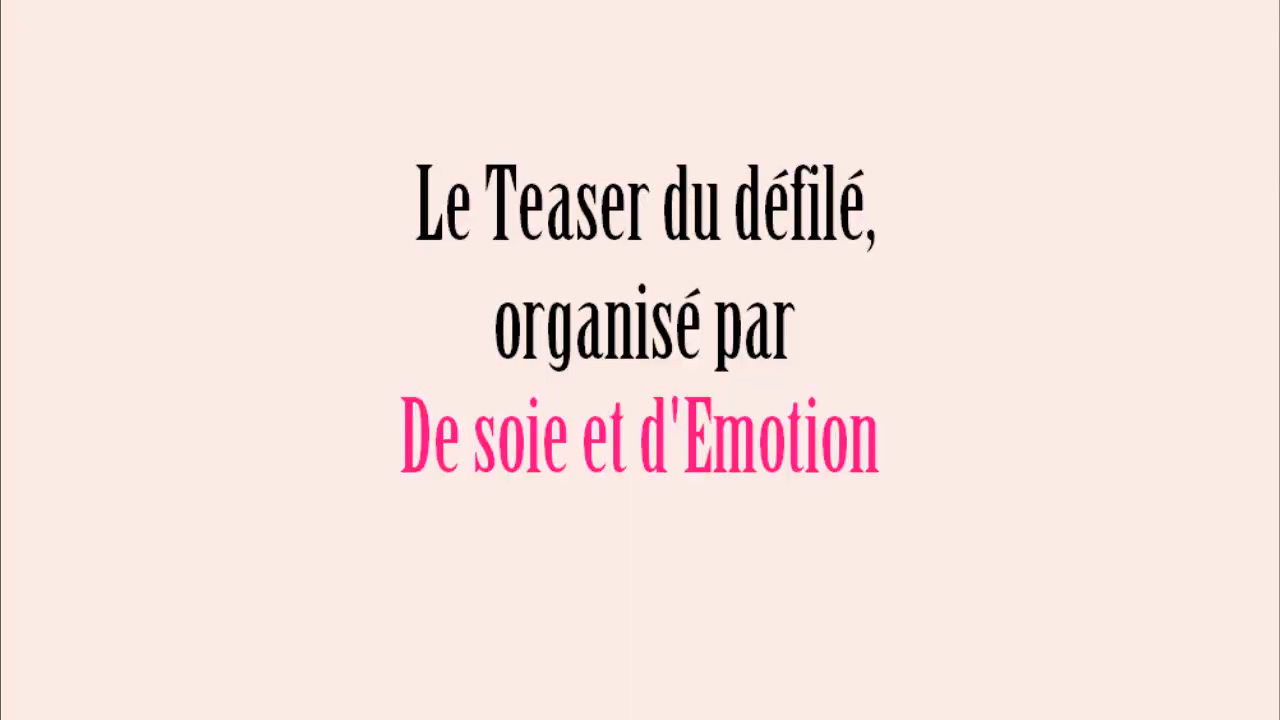 Le Teaser du défilé,
organisé par
De soie et d'Emotion